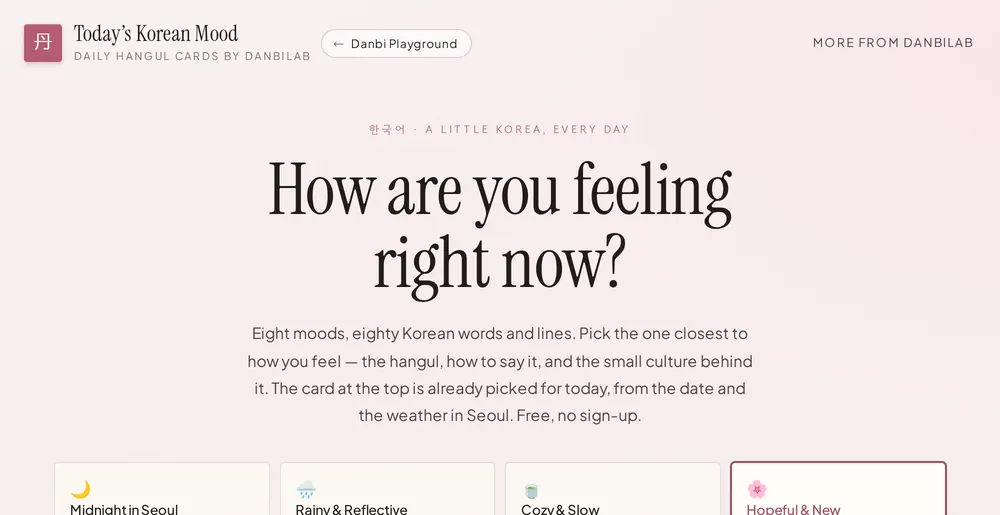 丹
Today's Korean Mood
DAILY HANGUL CARDS BY DANBILAB
← Danbi Playground
MORE FROM DANBILAB
한국어 · A LITTLE KOREA, EVERY DAY
How are you feeling
right now?
Eight moods, eighty Korean words and lines. Pick the one closest to
how you feel — the hangul, how to say it, and the small culture behind
it. The card at the top is already picked for today, from the date and
the weather in Seoul. Free, no sign-up.
Midnight in Seoul
Rainy & Reflective
Cozy & Slow
Hopeful & New